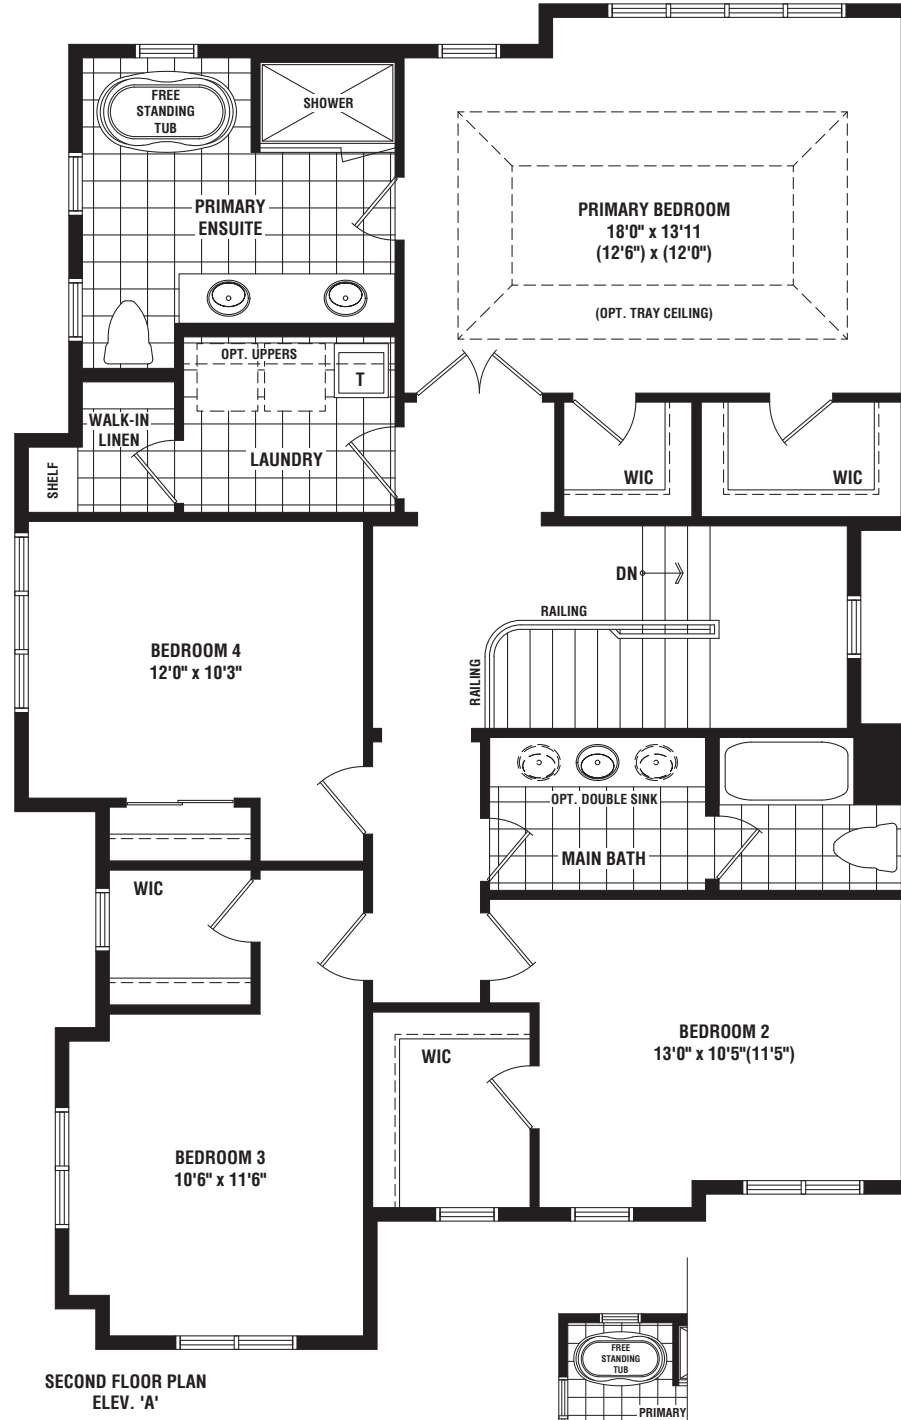 FREE
STANDING
TUB
SHOWER
PRIMARY
ENSUITE
PRIMARY BEDROOM
18'0" x 13'11
(12'6") x (12'0")
(OPT. TRAY CEILING)
OPT. UPPERS
T
WALK-IN
LINEN
LAUNDRY
SHELF
WIC
WIC
DN
RAILING
RAILING
BEDROOM 4
12'0" x 10'3"
OPT. DOUBLE SINK
MAIN BATH
WIC
BEDROOM 2
13'0" x 10'5"(11'5")
WIC
BEDROOM 3
10'6" x 11'6"
FREE
STANDING
TUB
PRIMARY
SECOND FLOOR PLAN
ELEV. 'A'